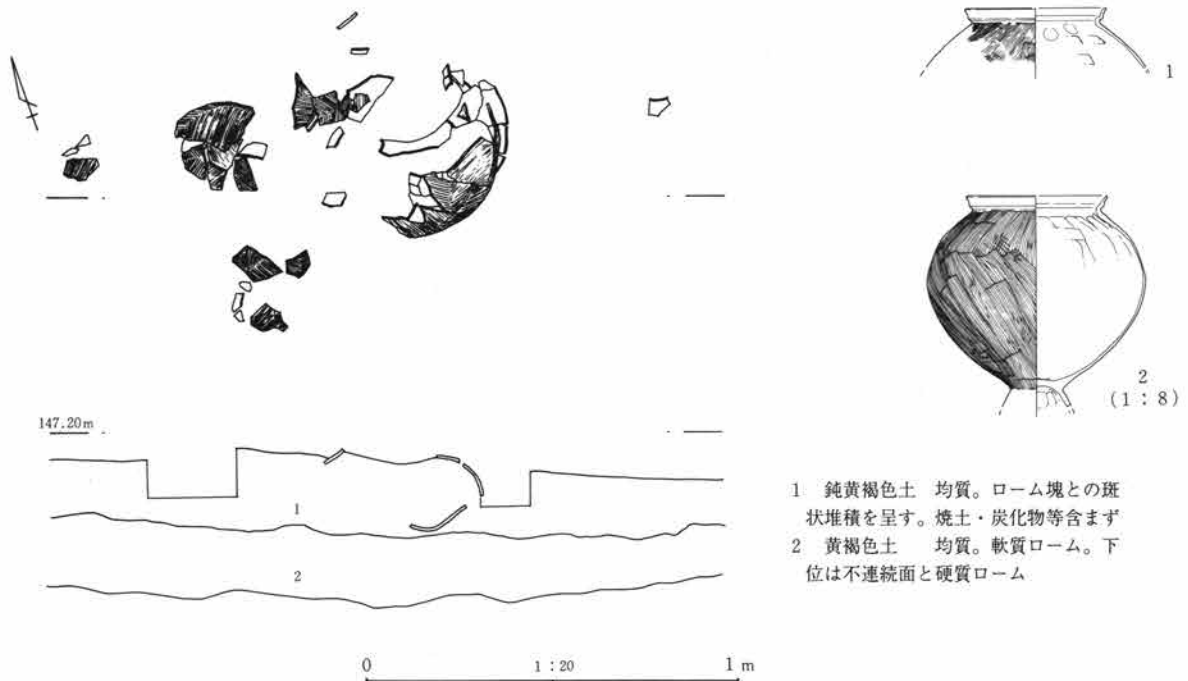 1
2
(1:8)
147.20m
1
2
1 鈍黄褐色土 均質。ローム塊との斑
状堆積を呈す。焼土・炭化物等含まず
2 黄褐色土 均質。軟質ローム。下
位は不連続面と硬質ローム
0 1:20 1 m